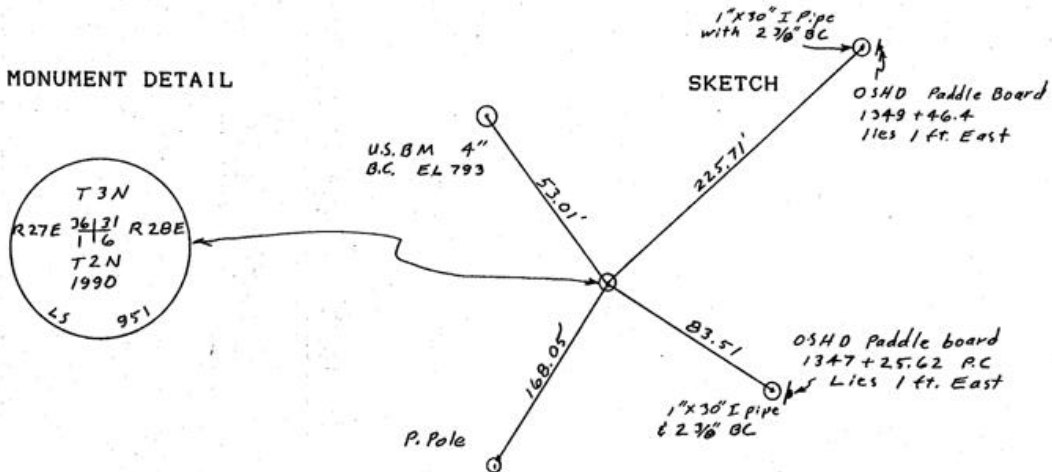 MONUMENT DETAIL
T 3 N
R27E 36|31 R28E
1|6
T2N
1990
LS 951
SKETCH
1"X30" I Pipe
with 2 3/8" BC
OSHD Paddle Board
1349 +46.4
lies 1 ft. East
U.S. BM 4"
B.C. EL 793
53.01'
225.71'
168.05'
83.51
OSHD Paddle board
1347 +25.62 P.C
Lies 1 ft. East
1"X30" I pipe
& 2 3/8" BC
P. Pole